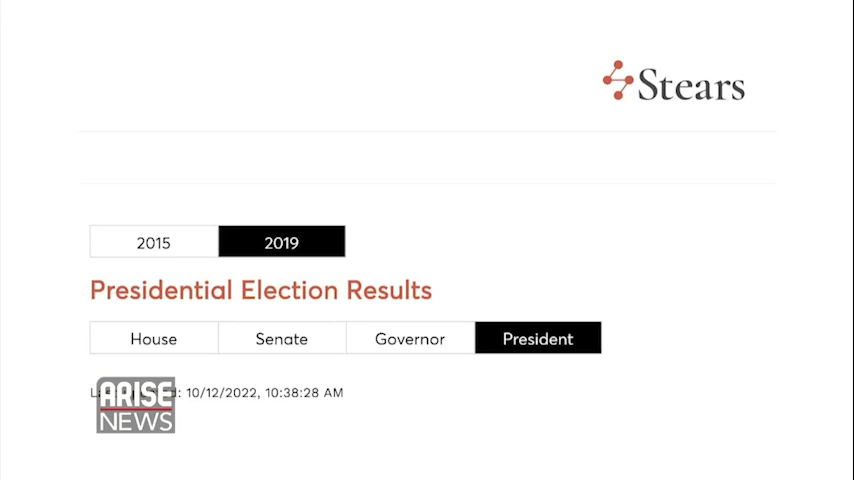 Stears
2015 2019
Presidential Election Results
House Senate Governor President
10/12/2022, 10:38:28 AM
ARISE
NEWS